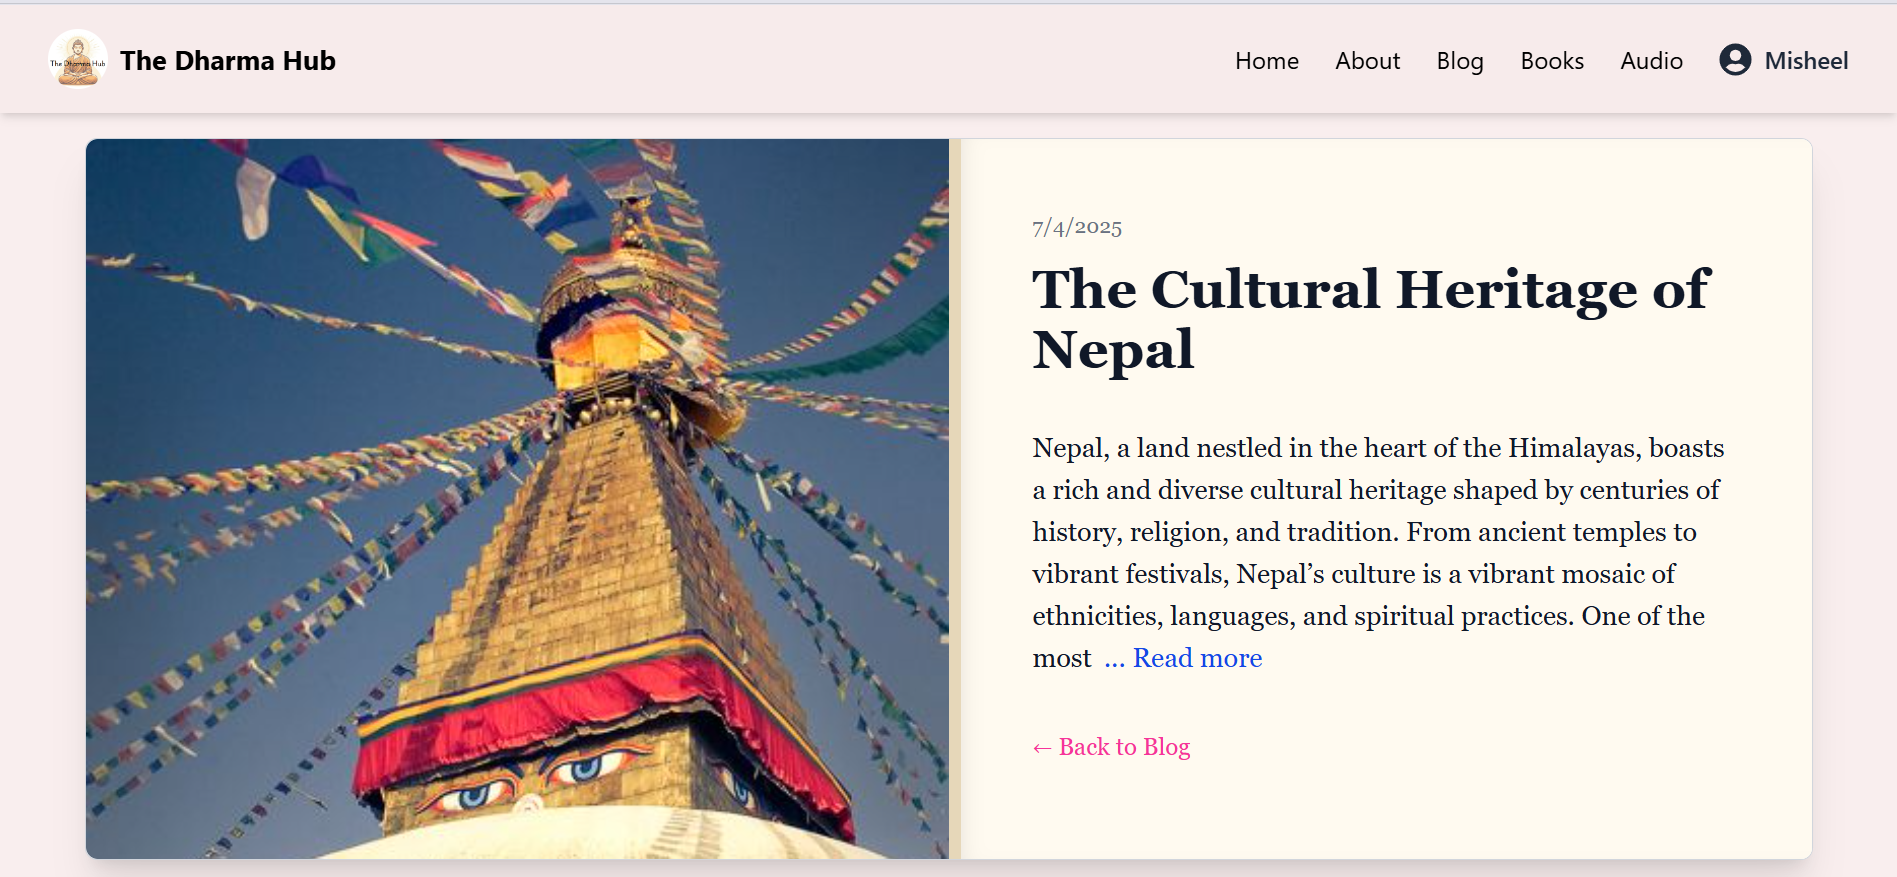 The Dharma Hub
The Dharma Hub
Home
About
Blog
Books
Audio
Misheel
7/4/2025
The Cultural Heritage of
Nepal
Nepal, a land nestled in the heart of the Himalayas, boasts
a rich and diverse cultural heritage shaped by centuries of
history, religion, and tradition. From ancient temples to
vibrant festivals, Nepal’s culture is a vibrant mosaic of
ethnicities, languages, and spiritual practices. One of the
most ... Read more
← Back to Blog